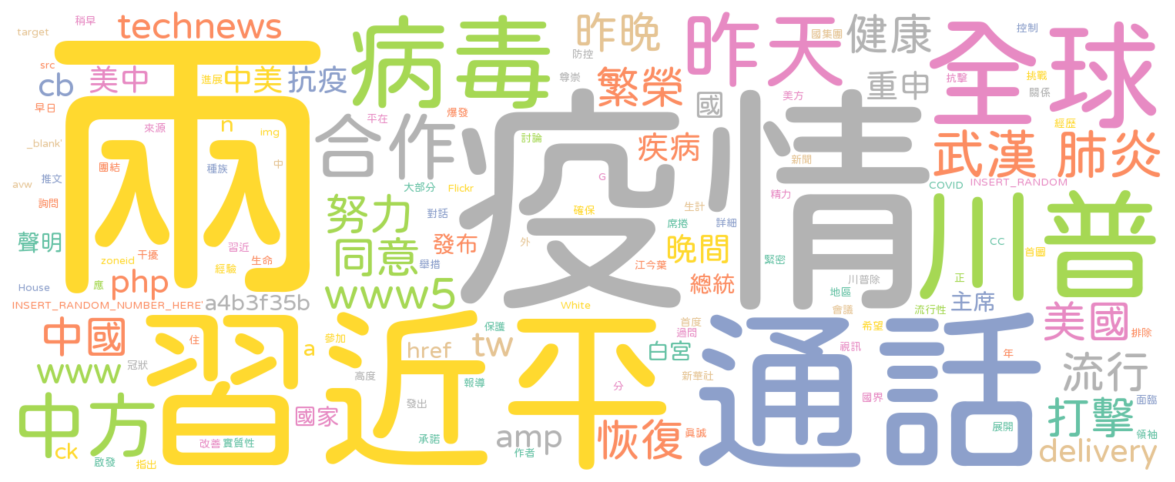 稍早
technews
target
src
cb
美中
進展
中美
抗疫
早日
病毒
昨晚
防控
尊崇
繁榮
昨天
國集團
健康
重申
國
全球
控制
抗擊
抗戰
關係
兩
來源
n
img
_blank'
團結
種族
中
avw
推文
詢問
合作
平在
爆發
討論
疾病
疫情
美方
新聞
經歷
武漢
肺炎
COVID
INSERT_RANDOM
大部分
Flickr
G
精力
生計
努力
確保
席捲
詳細
川普
聲明
干擾
習近
對話
發布
外
晚間
緊密
CC
首圖
同意
zoneid
經驗
生命
舉措
江今葉
正
House
應
php
www5
總統
川普除
地區
INSERT_RANDOM_NUMBER_HERE'
a4b3f35b
White
會議
流行性
主席
中國
習近平
住
a
參加
保護
tw
首度
過問
通話
希望
美國
排除
www
冠狀
href
高度
報導
白宮
視訊
新華社
年
流行
中方
國家
發出
分
國界
面臨
打擊
ck
改善
實質性
承諾
amp
作者
恢復
真誠
展開
領袖
啟發
指出
delivery